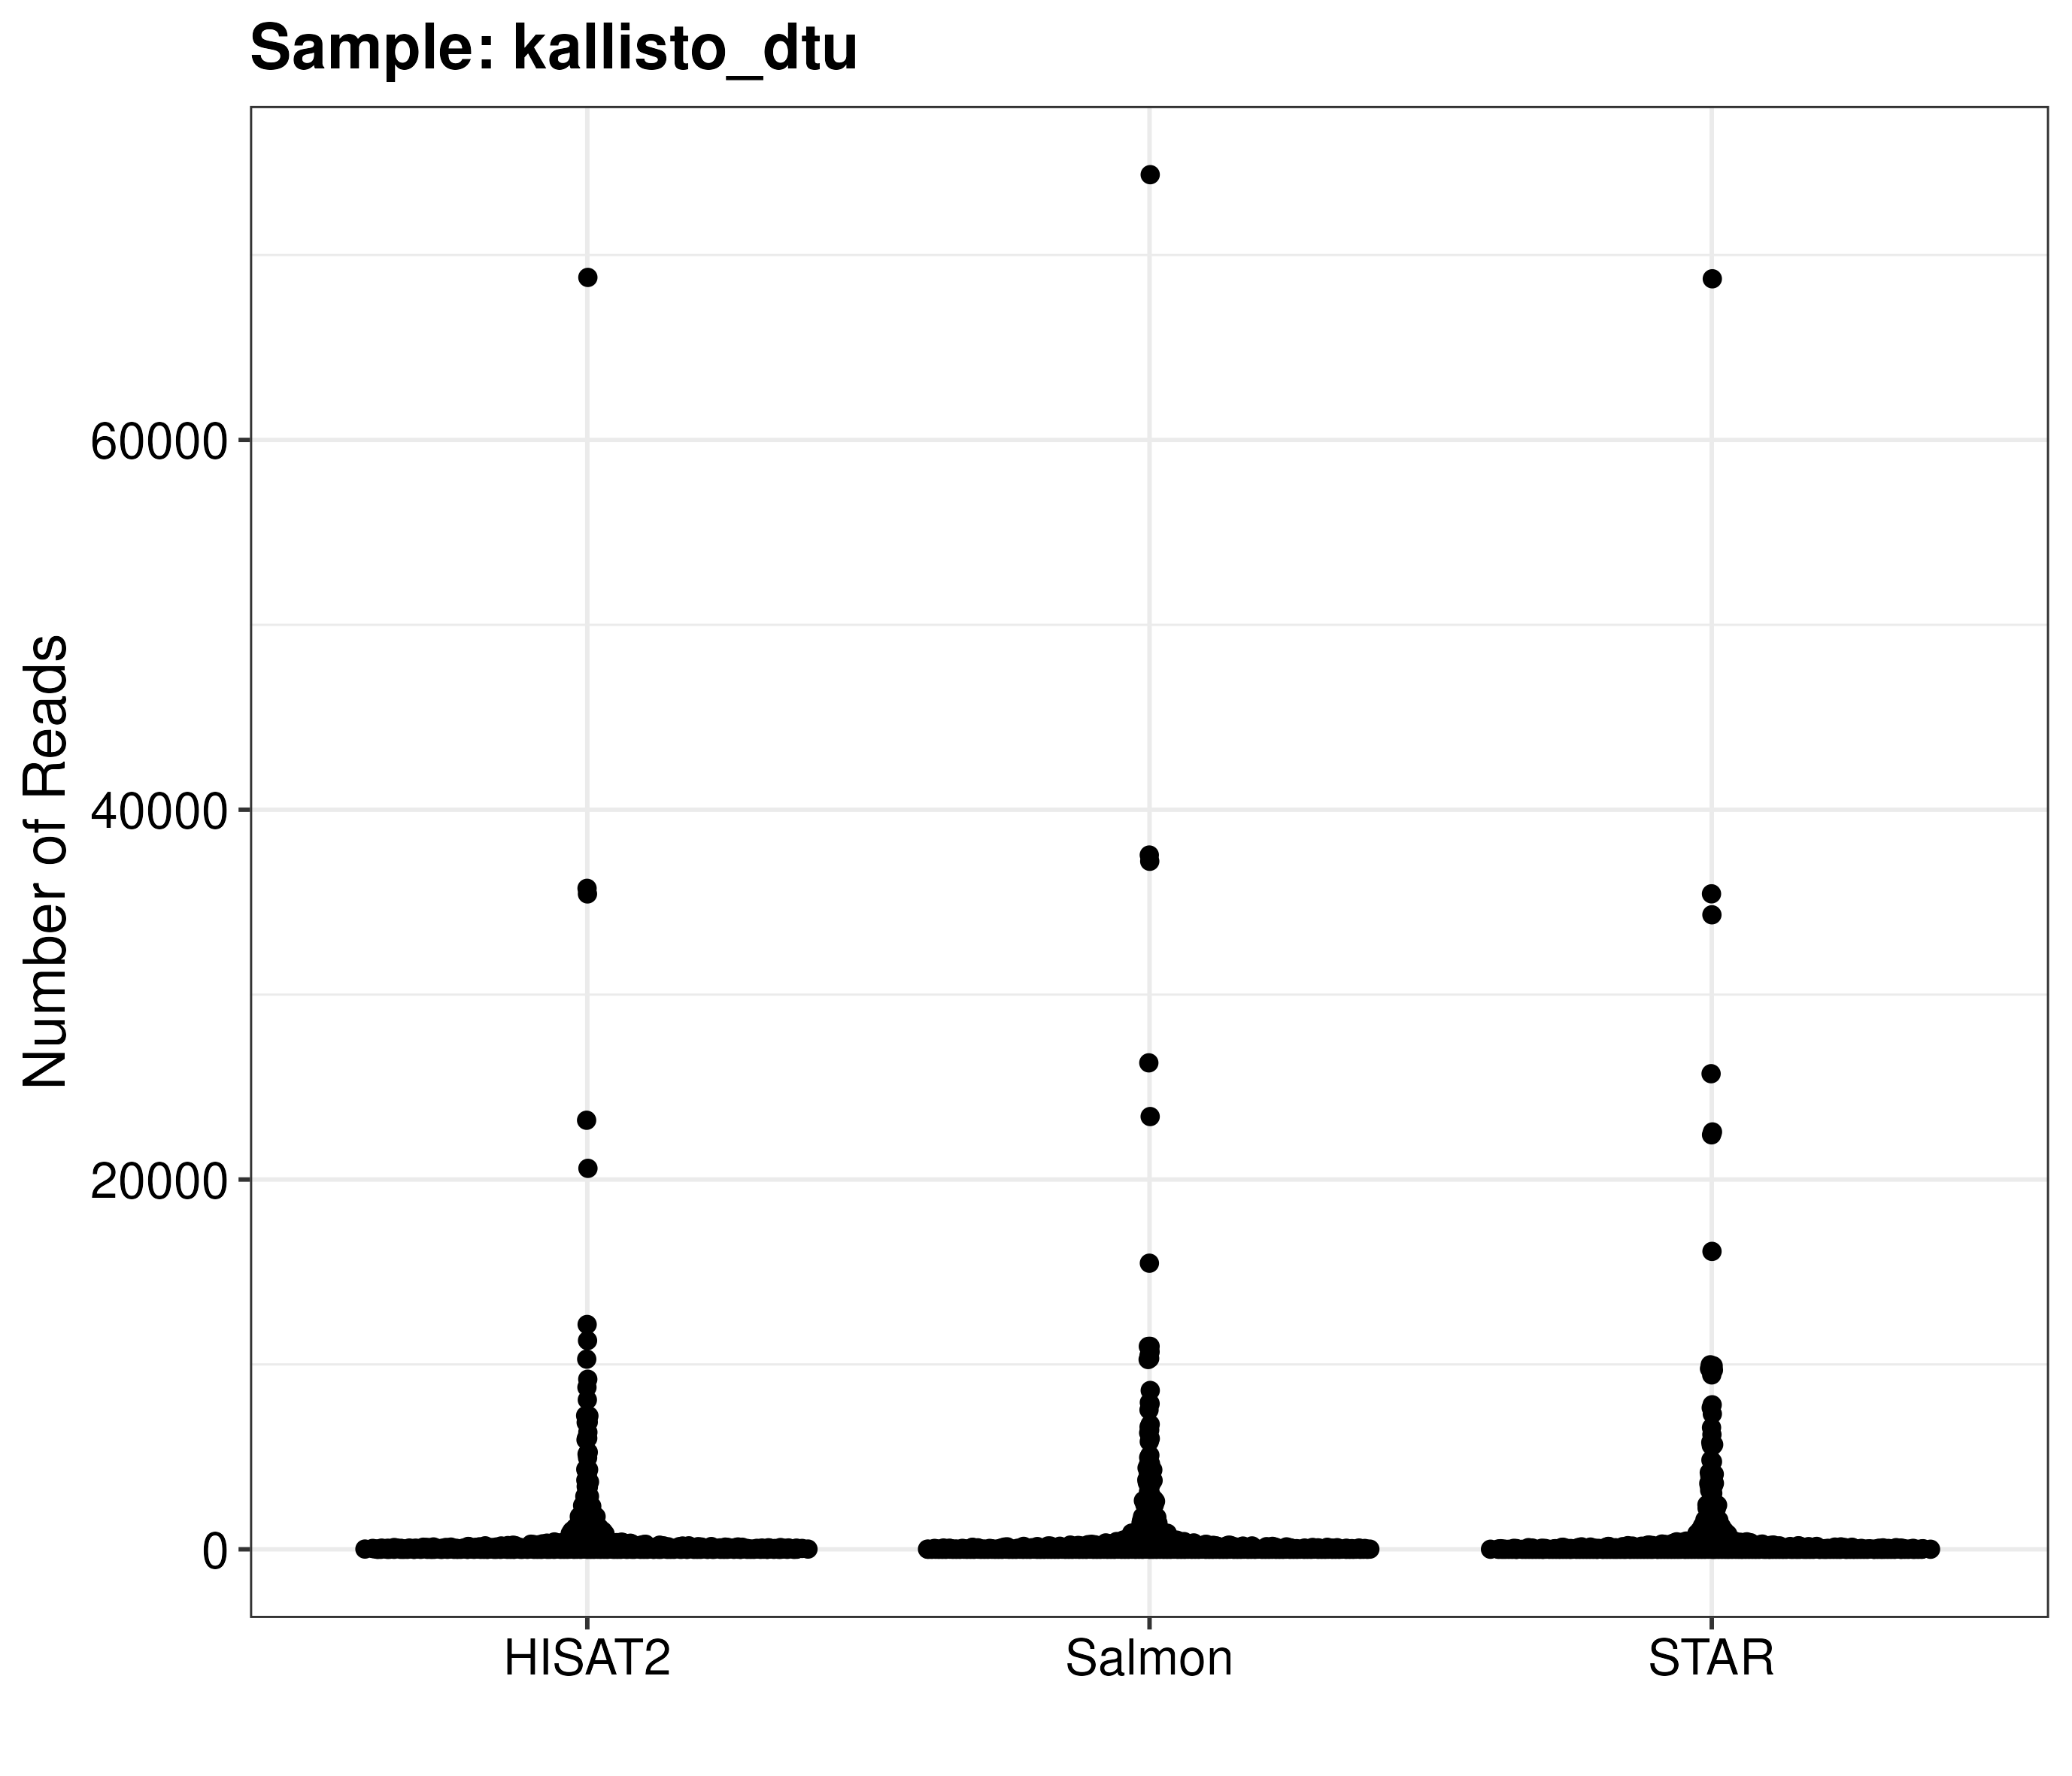 Sample: kallisto_dtu
Number of Reads
60000
40000
20000
0
HISAT2
Salmon
STAR